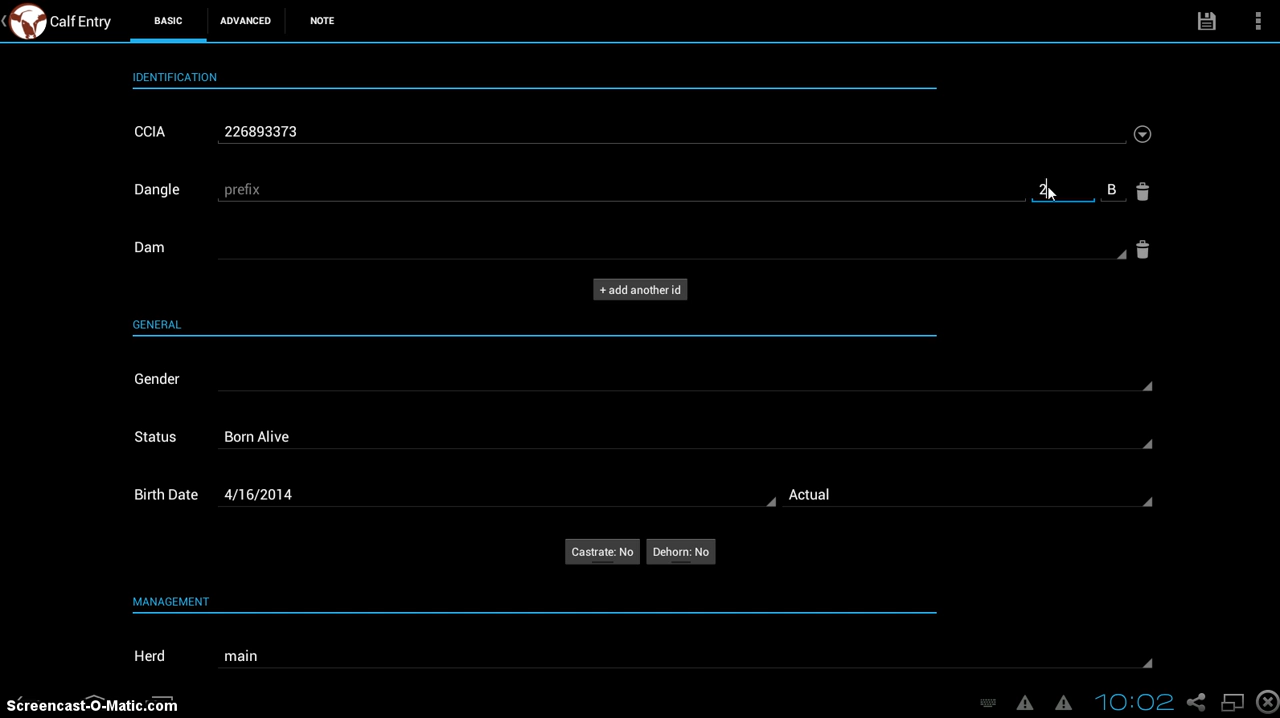 Calf Entry BASIC ADVANCED NOTE
IDENTIFICATION
CCIA 226893373
Dangle prefix 2 B
Dam
+ add another id
GENERAL
Gender
Status Born Alive
Birth Date 4/16/2014 Actual
Castrate: No Dehorn: No
MANAGEMENT
Herd main
Screencast-O-Matic.com 10:02